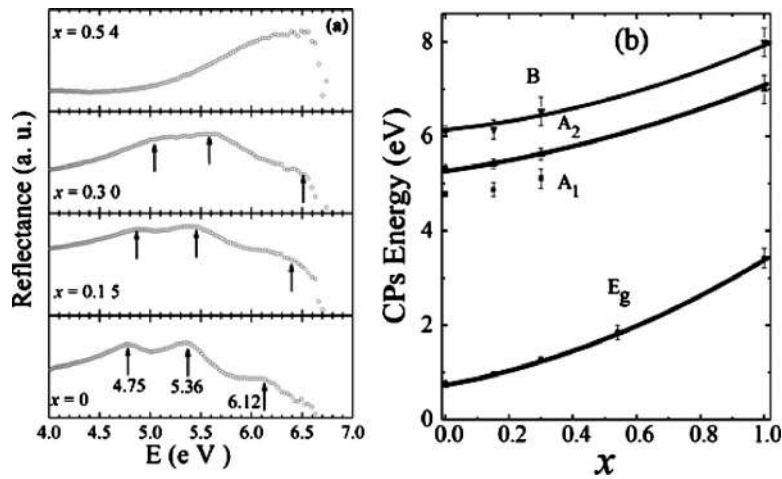 (a)
x = 0.5 4
x = 0.3 0
x = 0.1 5
x = 0
4.75
5.36
6.12
4.0 4.5 5.0 5.5 6.0 6.5 7.0
E (e V)
Reflectance (a. u.)
(b)
B
A2
A1
Eg
8
6
4
2
0
0.0 0.2 0.4 0.6 0.8 1.0
x
CPs Energy (eV)